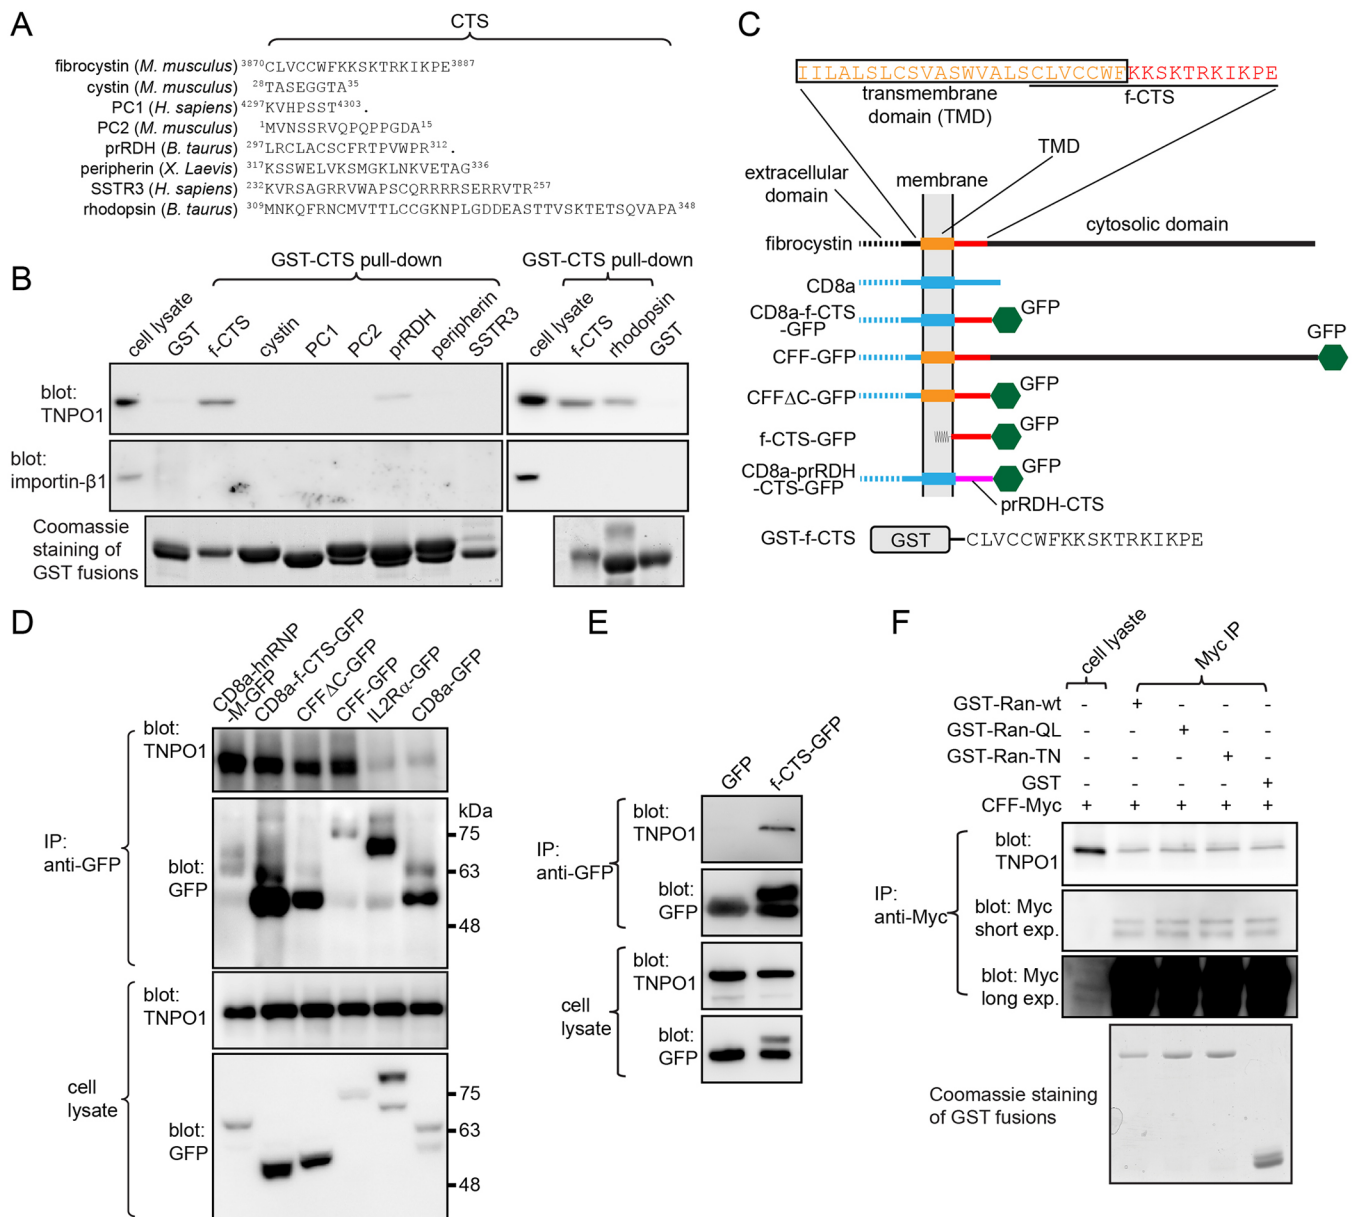 A
CTS
fibrocystin (M. musculus) 3870CLVCCWFKKSKTRKIKPE3887
cystin (M. musculus) 28TASEGGTA35
PC1 (H. sapiens) 4297KVHPSST4303.
PC2 (M. musculus) 1MVNSSRVQPQPPGDA15
prRDH (B. taurus) 297LRCLACSCFRTPVWPR312.
peripherin (X. Laevis) 317KSSWELVKSMGKLNKVETAG336
SSTR3 (H. sapiens) 232KVRSAGRRVWAPSCQRRRRSERRVTR257
rhodopsin (B. taurus) 309MNKQFRNCMVTTLCCGKNPLGDDEASTTVSKTETSQVAPA348
B
GST-CTS pull-down
GST-CTS pull-down
cell lysate
GST
f-CTS
cystin
PC1
PC2
prRDH
peripherin
SSTR3
cell lysate
f-CTS
rhodopsin
GST
blot:
TNPO1
blot:
importin-β1
Coomassie
staining of
GST fusions
C
IILALSLCSVASWVALSCLVCCWFKKSKTRKIKPE
transmembrane
domain (TMD)
f-CTS
TMD
extracellular
domain
membrane
cytosolic domain
fibrocystin
CD8a
CD8a-f-CTS
-GFP
GFP
CFF-GFP
GFP
CFFΔC-GFP
GFP
f-CTS-GFP
GFP
CD8a-prRDH
-CTS-GFP
GFP
prRDH-CTS
GST-f-CTS
GST
CLVCCWFKKSKTRKIKPE
D
CD8a-hnRNP
-M-GFP
CD8a-f-CTS-GFP
CFFΔC-GFP
CFF-GFP
IL2Rα-GFP
CD8a-GFP
IP:
anti-GFP
blot:
TNPO1
blot:
GFP
kDa
75
63
48
cell
lysate
blot:
TNPO1
blot:
GFP
75
63
48
E
GFP
f-CTS-GFP
IP:
anti-GFP
blot:
TNPO1
blot:
GFP
cell
lysate
blot:
TNPO1
blot:
GFP
F
cell lyaste
Myc IP
GST-Ran-wt - + - - -
GST-Ran-QL - - + - -
GST-Ran-TN - - - + -
GST - - - - +
CFF-Myc + + + + +
IP:
anti-Myc
blot:
TNPO1
blot: Myc
short exp.
blot: Myc
long exp.
Coomassie staining
of GST fusions